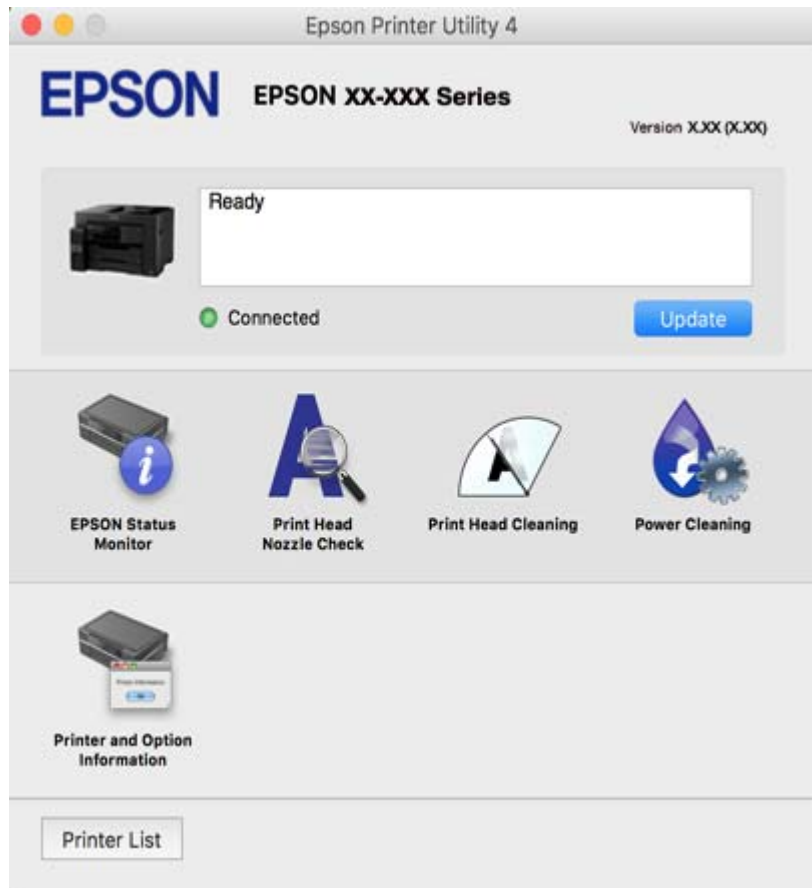 Epson Printer Utility 4
EPSON
EPSON XX-XXX Series
Version X.XX (X.XX)
Ready
Connected
Update
i
A
A
EPSON Status
Monitor
Print Head
Nozzle Check
Print Head Cleaning
Power Cleaning
Printer and Option
Information
Printer List